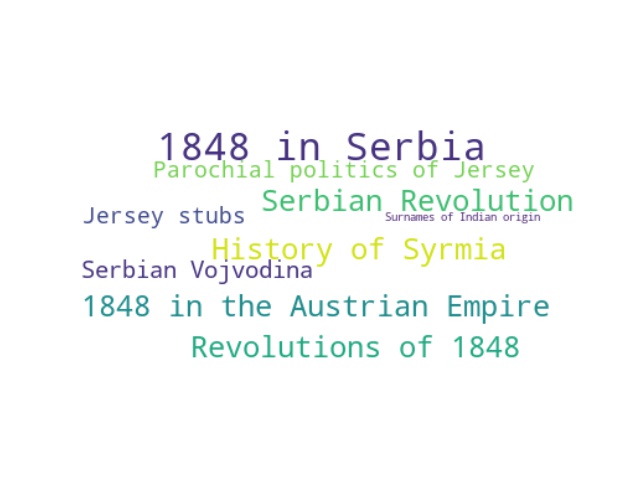 1848 in Serbia
Parochial politics of Jersey
Serbian Revolution
Jersey stubs
Surnames of Indian origin
History of Syrmia
Serbian Vojvodina
1848 in the Austrian Empire
Revolutions of 1848